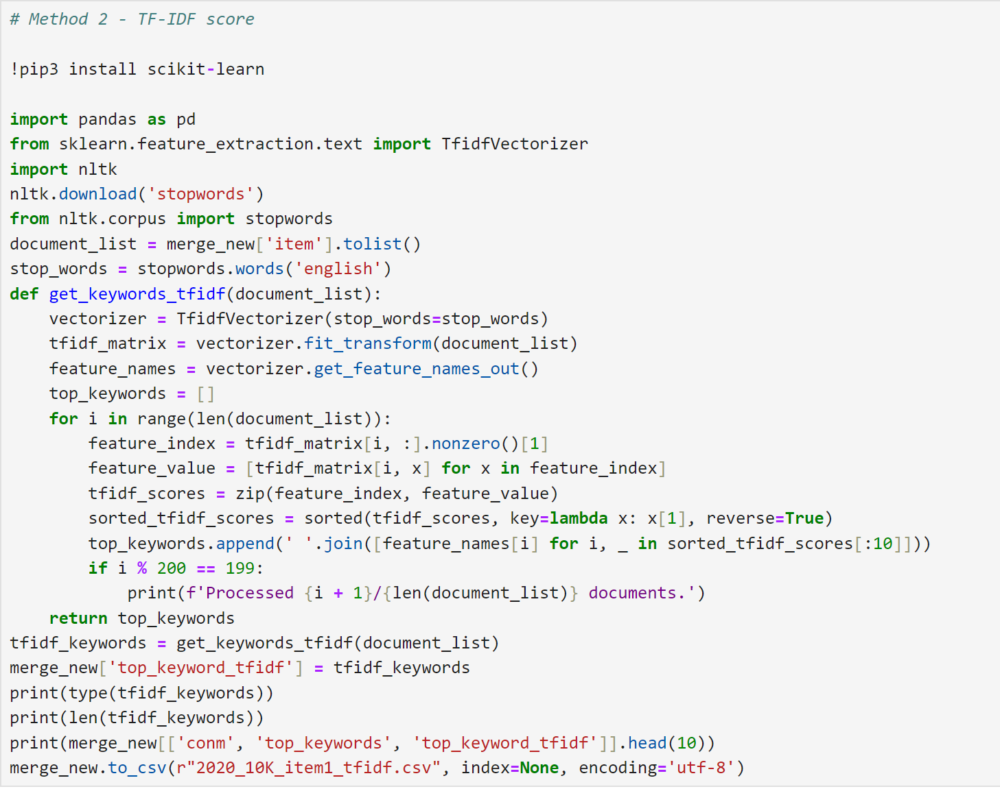 # Method 2 - TF-IDF score
!pip3 install scikit-learn
import pandas as pd
from sklearn.feature_extraction.text import TfidfVectorizer
import nltk
nltk.download('stopwords')
from nltk.corpus import stopwords
document_list = merge_new['item'].tolist()
stop_words = stopwords.words('english')
def get_keywords_tfidf(document_list):
    vectorizer = TfidfVectorizer(stop_words=stop_words)
    tfidf_matrix = vectorizer.fit_transform(document_list)
    feature_names = vectorizer.get_feature_names_out()
    top_keywords = []
    for i in range(len(document_list)):
        feature_index = tfidf_matrix[i, :].nonzero()[1]
        feature_value = [tfidf_matrix[i, x] for x in feature_index]
        tfidf_scores = zip(feature_index, feature_value)
        sorted_tfidf_scores = sorted(tfidf_scores, key=lambda x: x[1], reverse=True)
        top_keywords.append(' '.join([feature_names[i] for i, _ in sorted_tfidf_scores[:10]]))
        if i % 200 == 199:
            print(f'Processed {i + 1}/{len(document_list)} documents.')
    return top_keywords
tfidf_keywords = get_keywords_tfidf(document_list)
merge_new['top_keyword_tfidf'] = tfidf_keywords
print(type(tfidf_keywords))
print(len(tfidf_keywords))
print(merge_new[['conm', 'top_keywords', 'top_keyword_tfidf']].head(10))
merge_new.to_csv(r"2020_10K_item1_tfidf.csv", index=None, encoding='utf-8')